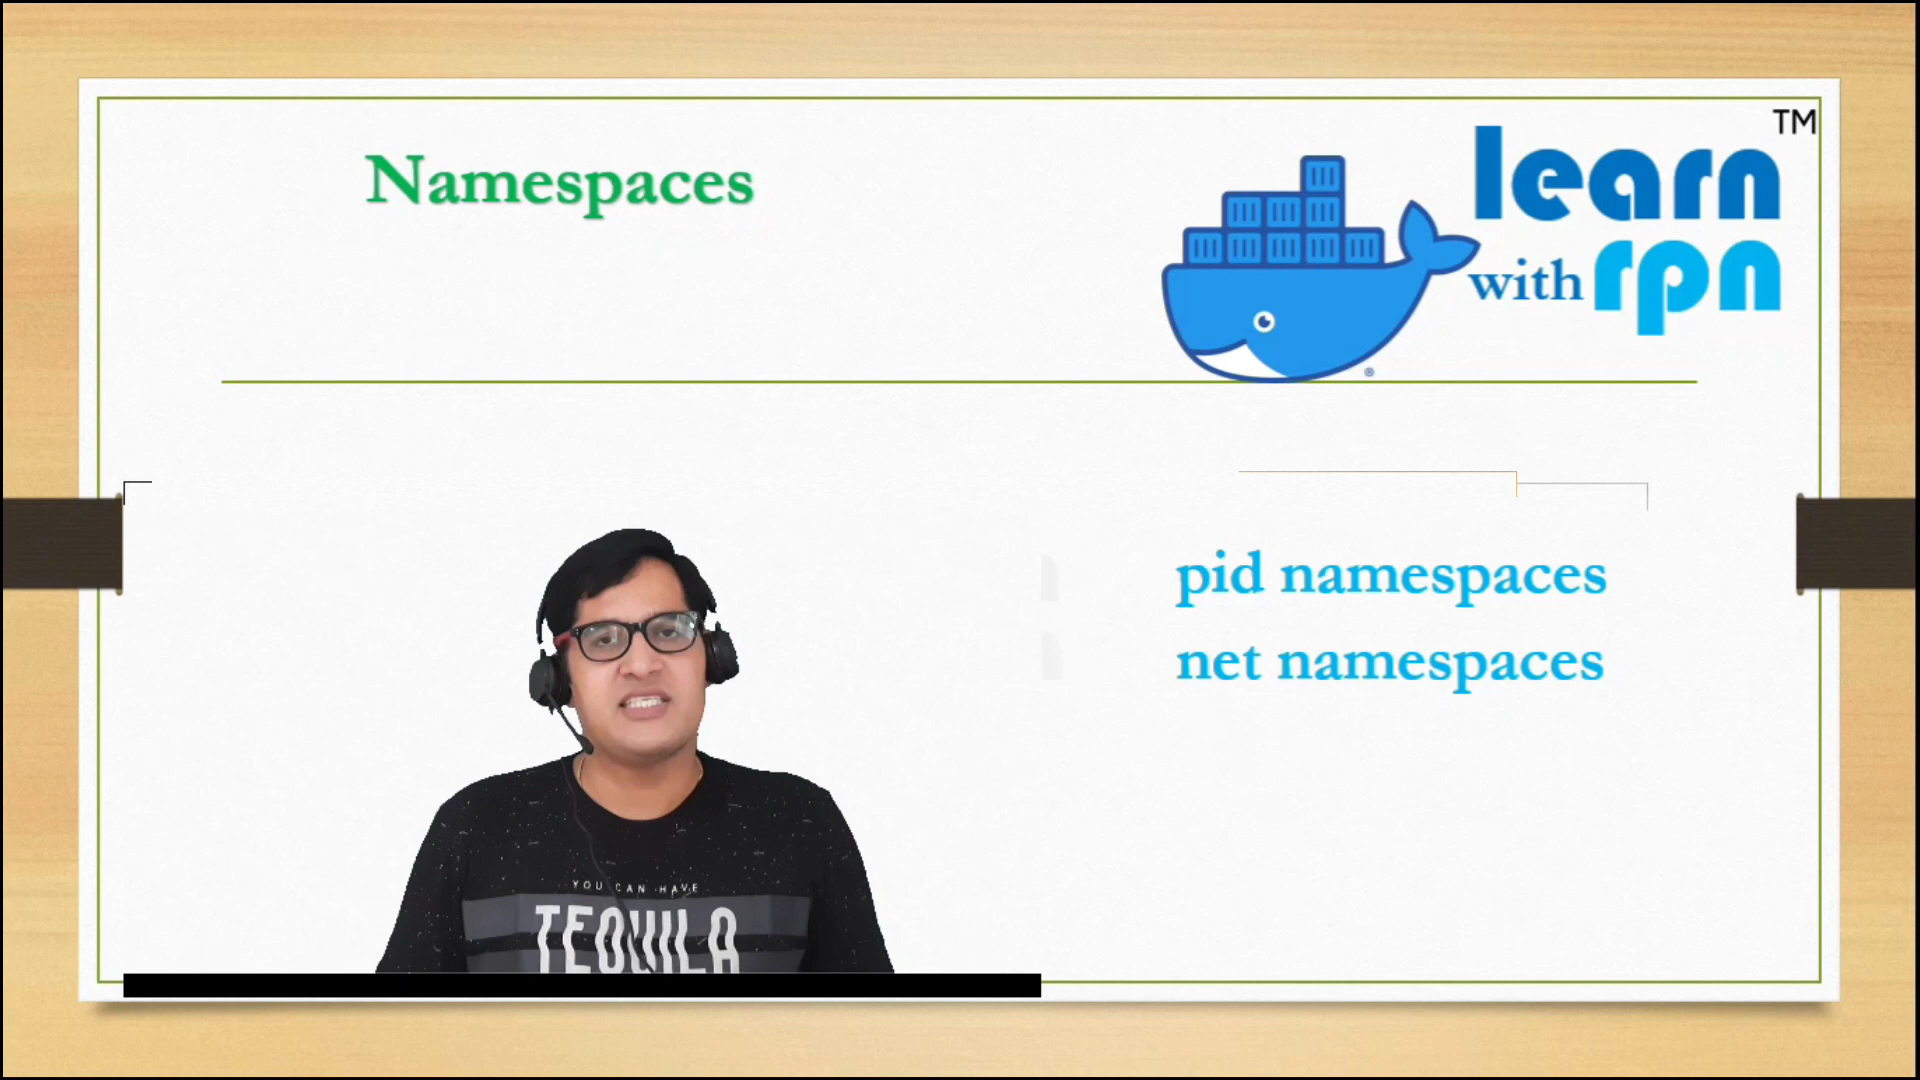 Namespaces
TM
learn
with rpn
®
pid namespaces
net namespaces
YOU CAN HAVE
TEQUILA